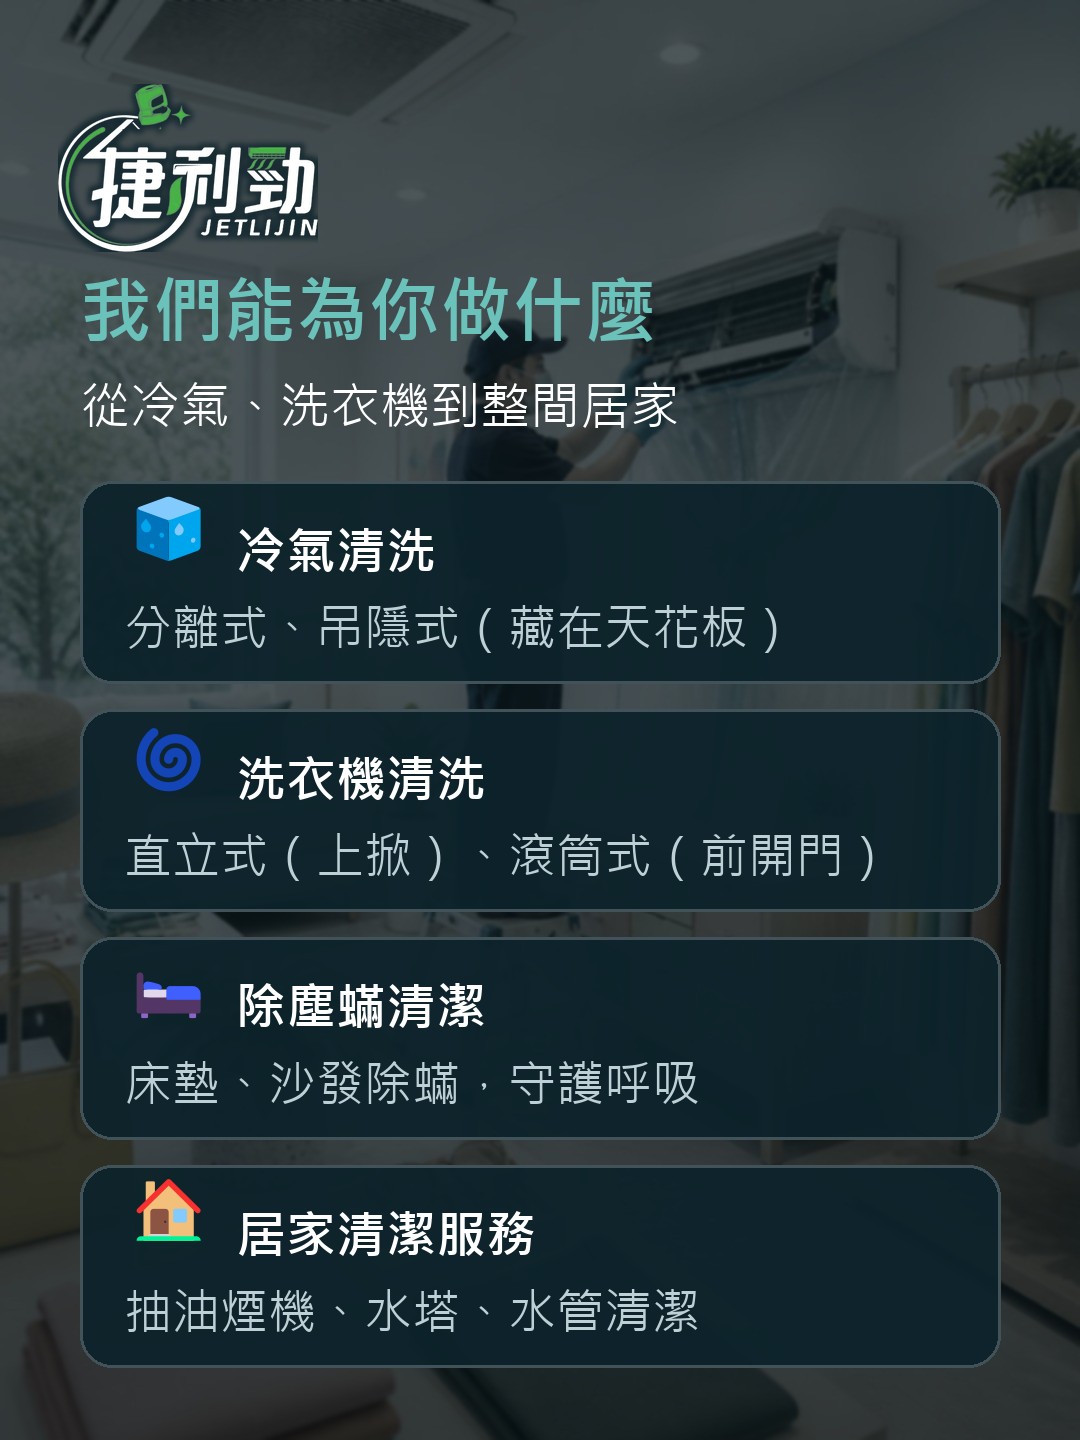 捷利勁
JETLIJIN
我們能為你做什麼
從冷氣、洗衣機到整間居家
冷氣清洗
分離式、吊隱式（藏在天花板）
洗衣機清洗
直立式（上掀）、滾筒式（前開門）
除塵蟎清潔
床墊、沙發除蟎，守護呼吸
居家清潔服務
抽油煙機、水塔、水管清潔